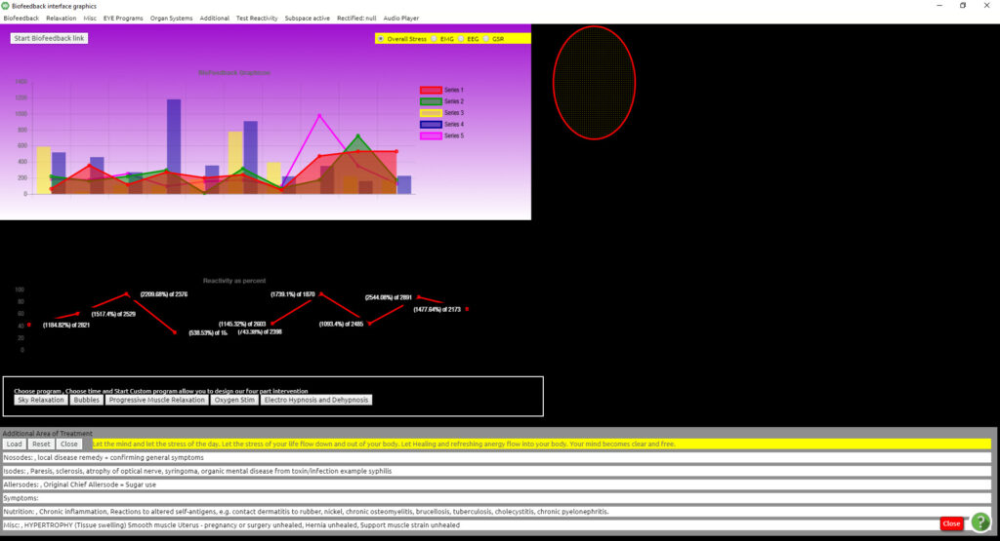 Biofeedback interface graphics
Biofeedback Relaxation Misc EYE Programs Organ Systems Additional Test Reactivity Subspace active Rectified: null Audio Player
Start Biofeedback link
Overall Stress EMG EEG GSR
BioFeedback Graphione
1400
1200
1000
800
600
400
200
0
Series 1
Series 2
Series 3
Series 4
Series 5
Reactivity as percent
100
80
60
40
20
0
(1184.82%) of 2821
(1517.4%) of 2529
(2209.68%) of 2376
(538.53%) of
(1145.32%) of 2603
of 2398
(1739.1%) of 1870
(1093.4%) of 2485
(2544.08%) of 2891
(1477.64%) of 2173
Choose program , Choose time and Start Custom program allow you to design our four part intervention
Sky Relaxation Bubbles Progressive Muscle Relaxation Oxygen Stim Electro Hypnosis and Dehypnosis
Additional Area of Treatment
Load Reset Close Let the mind and let the stress of the day. Let the stress of your life flow down and out of your body. Let Healing and refreshing anergy flow into your body. Your mind becomes clear and free.
Nosodes: , local disease remedy + confirming general symptoms
Isodes: , Paresis, sclerosis, atrophy of optical nerve, syringoma, organic mental disease from toxin/infection example syphilis
Allersodes: , Original Chief Allersode = Sugar use
Symptoms:
Nutrition: , Chronic inflammation, Reactions to altered self-antigens, e.g. contact dermatitis to rubber, nickel, chronic osteomyelitis, brucellosis, tuberculosis, cholecystitis, chronic pyelonephritis.
Misc: , HYPERTROPHY (Tissue swelling) Smooth muscle Uterus - pregnancy or surgery unhealed, Hernia unhealed, Support muscle strain unhealed
Close
?